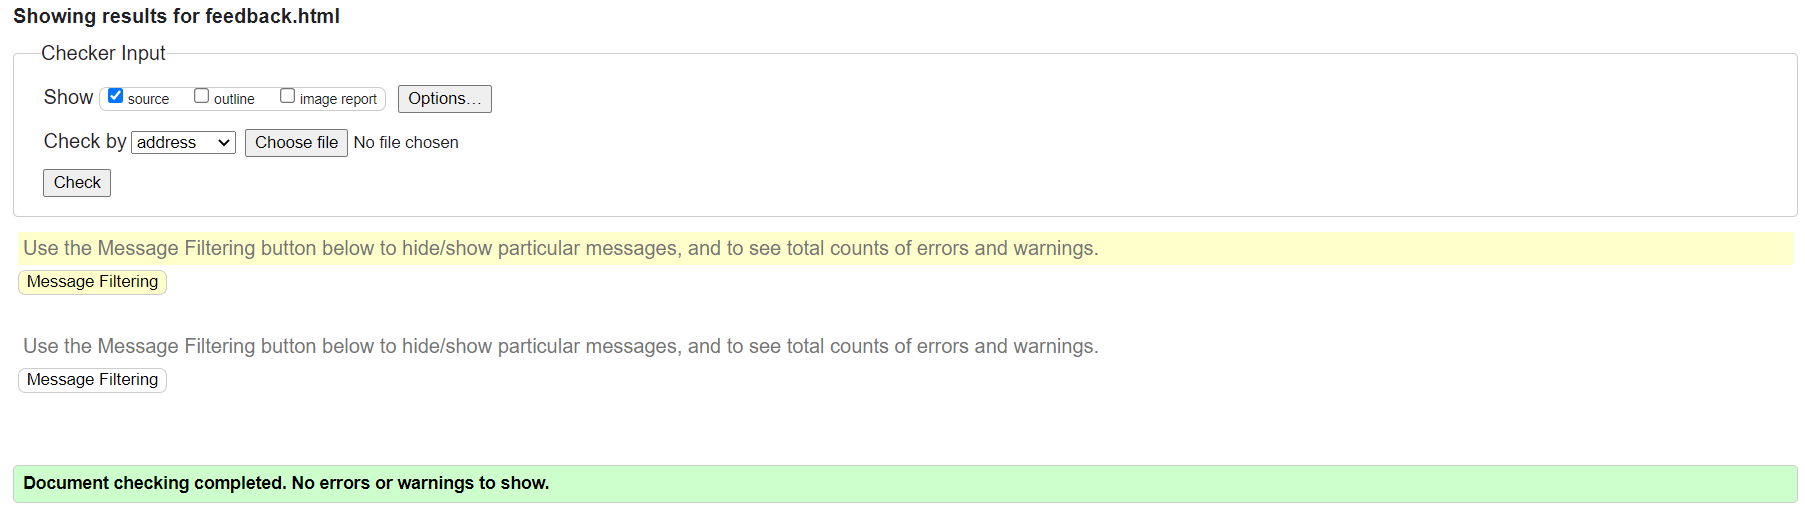 Showing results for feedback.html
Checker Input
Show source outline image report Options...
Check by address Choose file No file chosen
Check
Use the Message Filtering button below to hide/show particular messages, and to see total counts of errors and warnings.
Message Filtering
Use the Message Filtering button below to hide/show particular messages, and to see total counts of errors and warnings.
Message Filtering
Document checking completed. No errors or warnings to show.